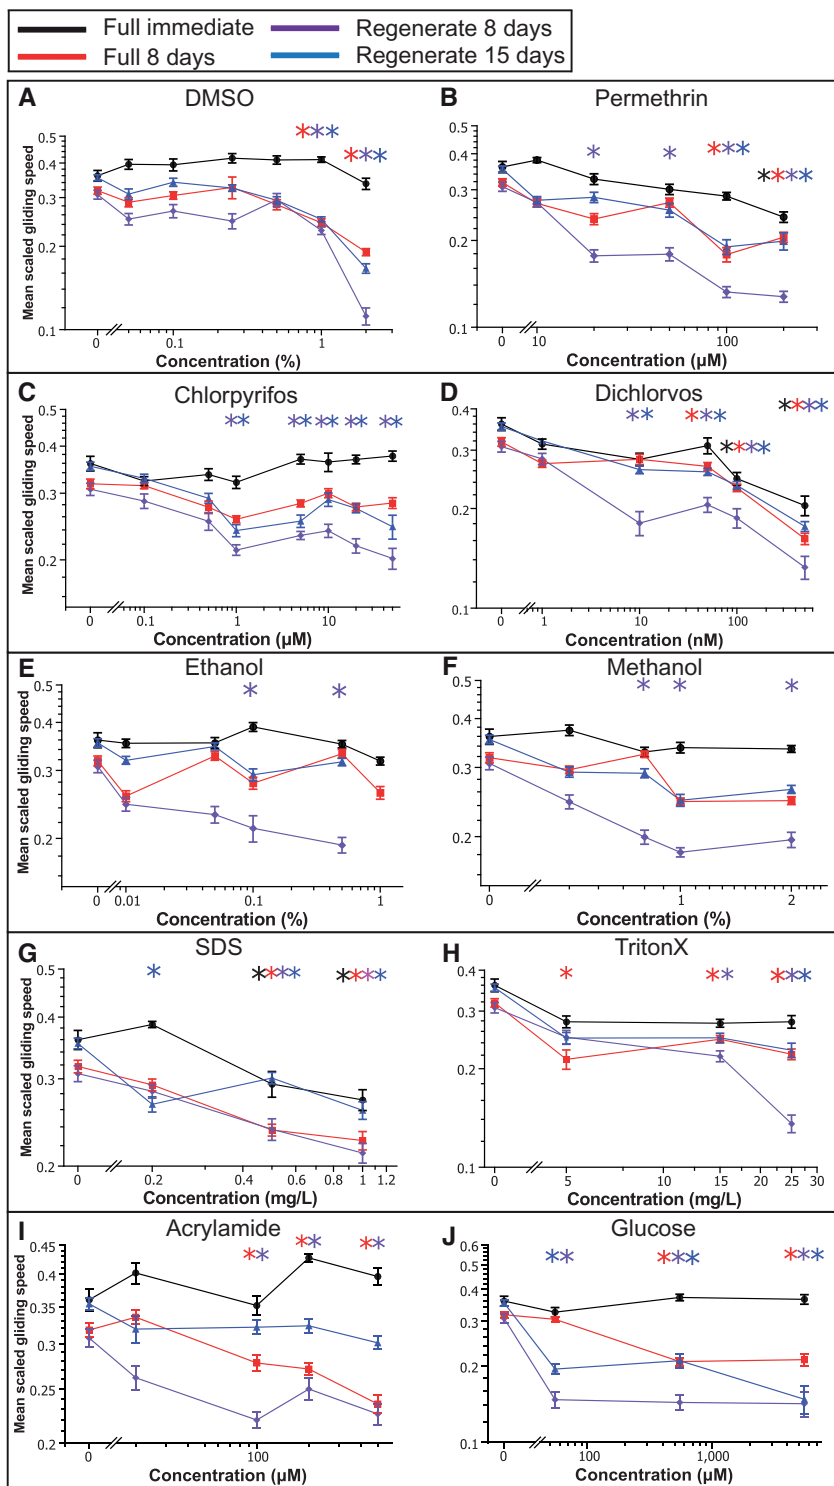 Full immediate
Regenerate 8 days
Full 8 days
Regenerate 15 days
A
DMSO
Mean scaled gliding speed
0.5
0.4
0.3
0.2
0.1
0
0.1
1
Concentration (%)
B
Permethrin
0.5
0.4
0.3
0.2
0.1
0
10
100
Concentration (µM)
C
Chlorpyrifos
Mean scaled gliding speed
0.5
0.4
0.3
0.2
0
0.1
1
10
Concentration (µM)
D
Dichlorvos
0.4
0.3
0.2
0.1
0
1
10
100
Concentration (nM)
E
Ethanol
Mean scaled gliding speed
0.5
0.4
0.3
0.2
0
0.01
0.1
1
Concentration (%)
F
Methanol
0.5
0.4
0.3
0.2
0
1
2
Concentration (%)
G
SDS
Mean scaled gliding speed
0.5
0.4
0.3
0.2
0
0.2
0.4
0.6
0.8
1
1.2
Concentration (mg/L)
H
TritonX
0.4
0.3
0.2
0.1
0
5
10
15
20
25
30
Concentration (mg/L)
I
Acrylamide
Mean scaled gliding speed
0.45
0.4
0.35
0.3
0.25
0.2
0
100
Concentration (µM)
J
Glucose
0.6
0.5
0.4
0.3
0.2
0.1
0
100
1,000
Concentration (µM)